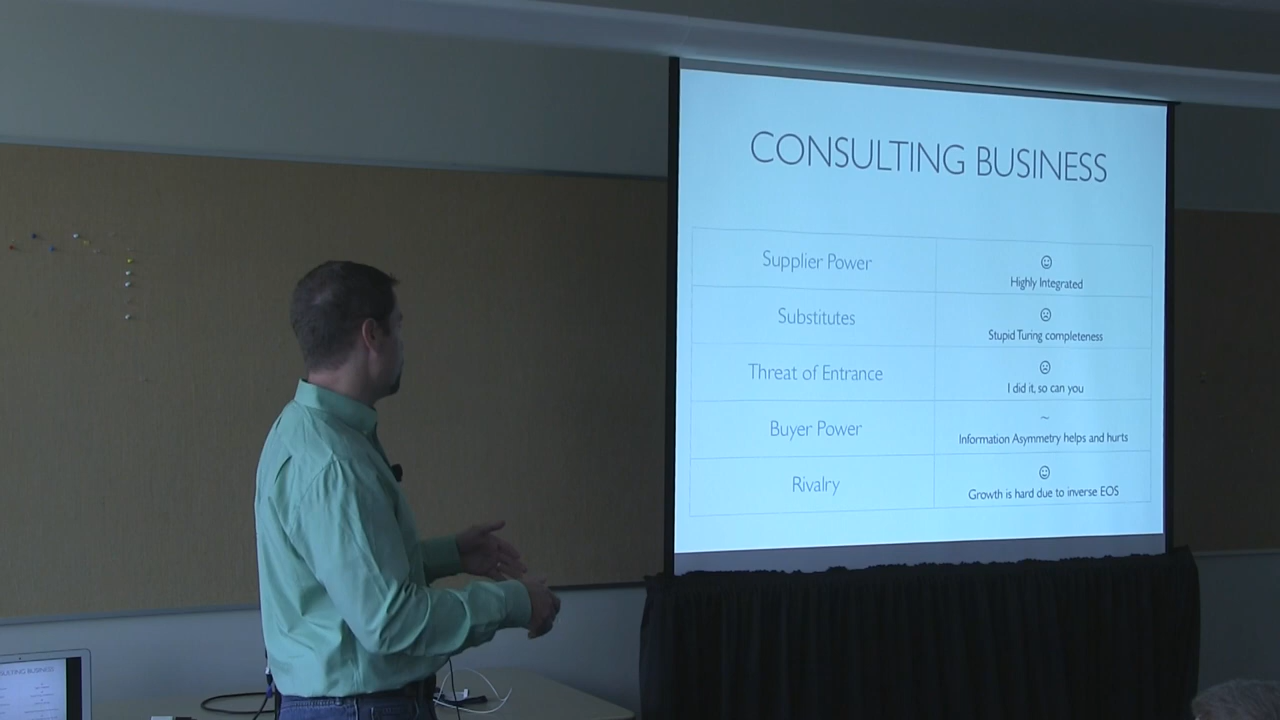 CONSULTING BUSINESS
Supplier Power
☺
Highly Integrated
Substitutes
☹
Stupid Turing completeness
Threat of Entrance
☹
I did it, so can you
Buyer Power
~
Information Asymmetry helps and hurts
Rivalry
☺
Growth is hard due to inverse EOS
BUSINESS